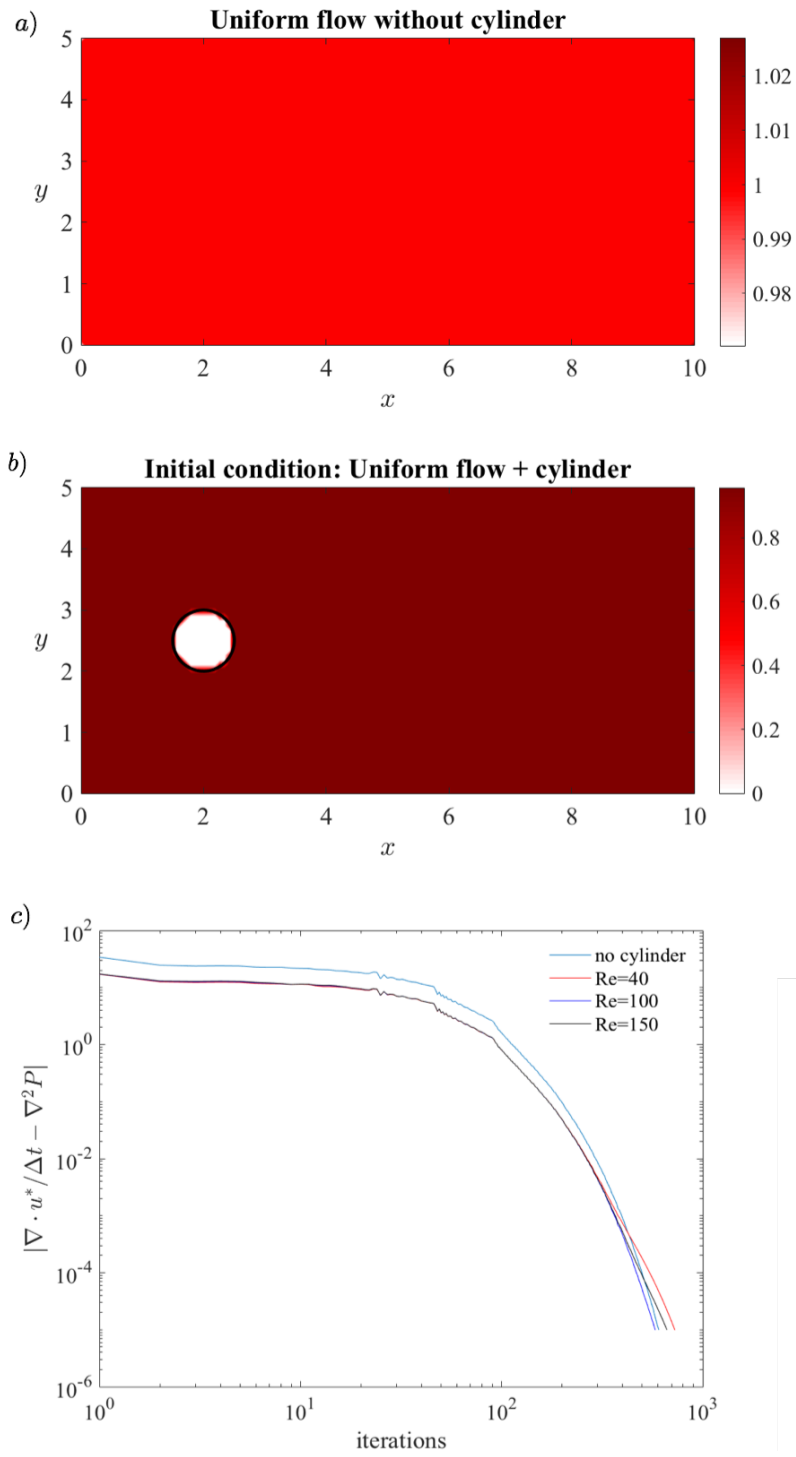 a)
Uniform flow without cylinder
5
4
3
2
1
0
y
0 2 4 6 8 10
x
1.02
1.01
1
0.99
0.98
b)
Initial condition: Uniform flow + cylinder
5
4
3
2
1
0
y
0 2 4 6 8 10
x
0.8
0.6
0.4
0.2
0
c)
10^2
10^0
10^-2
10^-4
10^-6
|∇ · u*/Δt − ∇²P|
no cylinder
Re=40
Re=100
Re=150
10^0 10^1 10^2 10^3
iterations